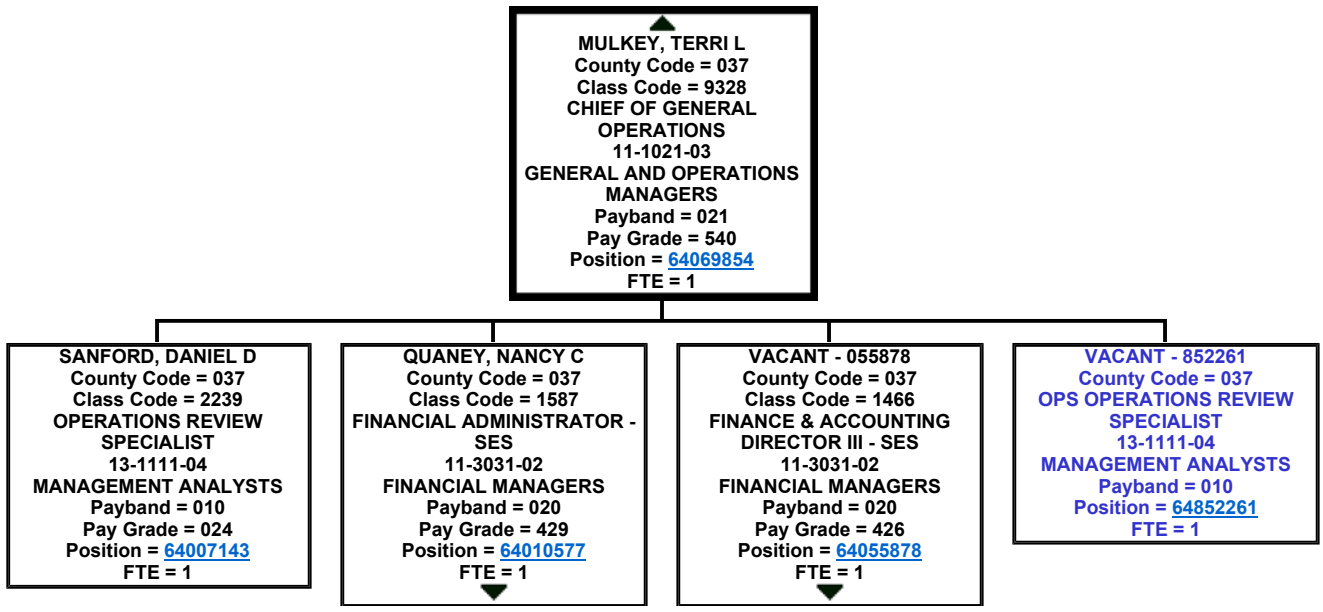 MULKEY, TERRI L
County Code = 037
Class Code = 9328
CHIEF OF GENERAL
OPERATIONS
11-1021-03
GENERAL AND OPERATIONS
MANAGERS
Payband = 021
Pay Grade = 540
Position = 64069854
FTE = 1
SANFORD, DANIEL D
County Code = 037
Class Code = 2239
OPERATIONS REVIEW
SPECIALIST
13-1111-04
MANAGEMENT ANALYSTS
Payband = 010
Pay Grade = 024
Position = 64007143
FTE = 1
QUANEY, NANCY C
County Code = 037
Class Code = 1587
FINANCIAL ADMINISTRATOR -
SES
11-3031-02
FINANCIAL MANAGERS
Payband = 020
Pay Grade = 429
Position = 64010577
FTE = 1
VACANT - 055878
County Code = 037
Class Code = 1466
FINANCE & ACCOUNTING
DIRECTOR III - SES
11-3031-02
FINANCIAL MANAGERS
Payband = 020
Pay Grade = 426
Position = 64055878
FTE = 1
VACANT - 852261
County Code = 037
OPS OPERATIONS REVIEW
SPECIALIST
13-1111-04
MANAGEMENT ANALYSTS
Payband = 010
Position = 64852261
FTE = 1